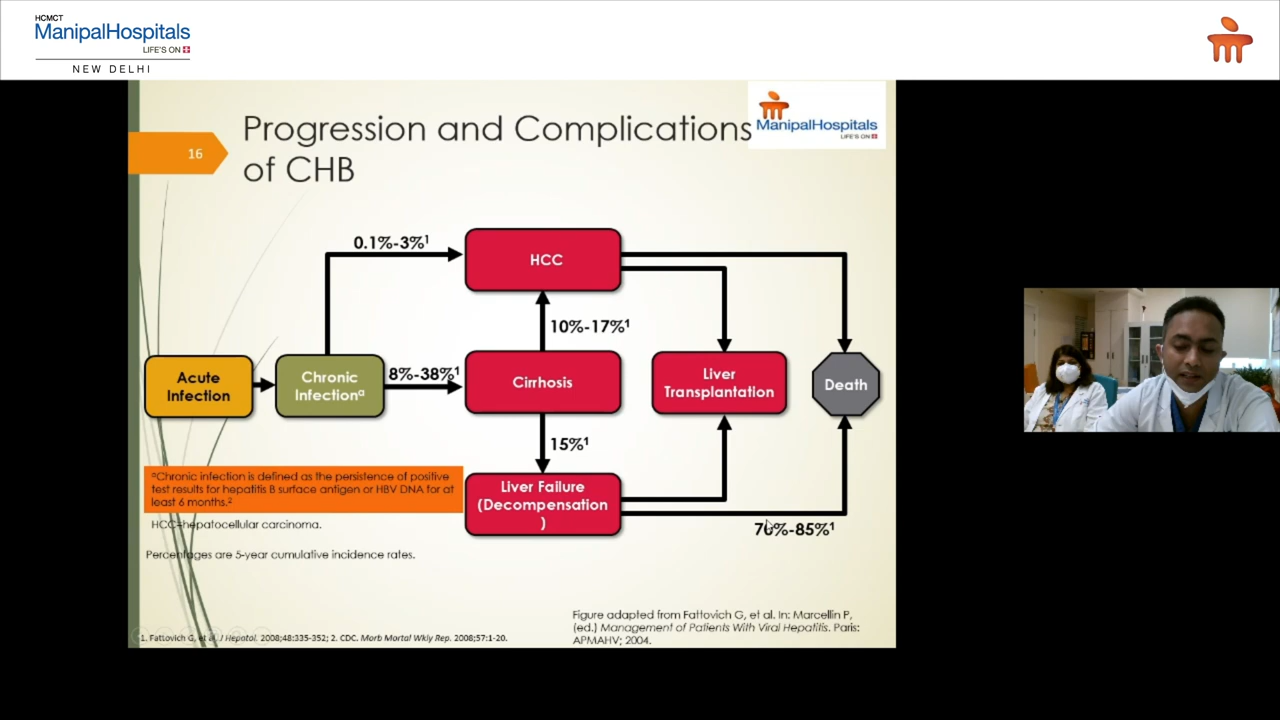 HCMCT
ManipalHospitals
LIFE'S ON
NEW DELHI
16
Progression and Complications
of CHB
ManipalHospitals
LIFE'S ON
0.1%-3%¹
HCC
10%-17%¹
Acute
Infection
Chronic
Infectionᵃ
8%-38%¹
Cirrhosis
Liver
Transplantation
Death
15%¹
ᵃChronic infection is defined as the persistence of positive
test results for hepatitis B surface antigen or HBV DNA for at
least 6 months.²
Liver Failure
(Decompensation
)
HCC=hepatocellular carcinoma.
70%-85%¹
Percentages are 5-year cumulative incidence rates.
Figure adapted from Fattovich G, et al. In: Marcellin P,
(ed.) Management of Patients With Viral Hepatitis. Paris:
APMAHV; 2004.
1. Fattovich G, et al. J Hepatol. 2008;48:335-352; 2. CDC. Morb Mortal Wkly Rep. 2008;57:1-20.